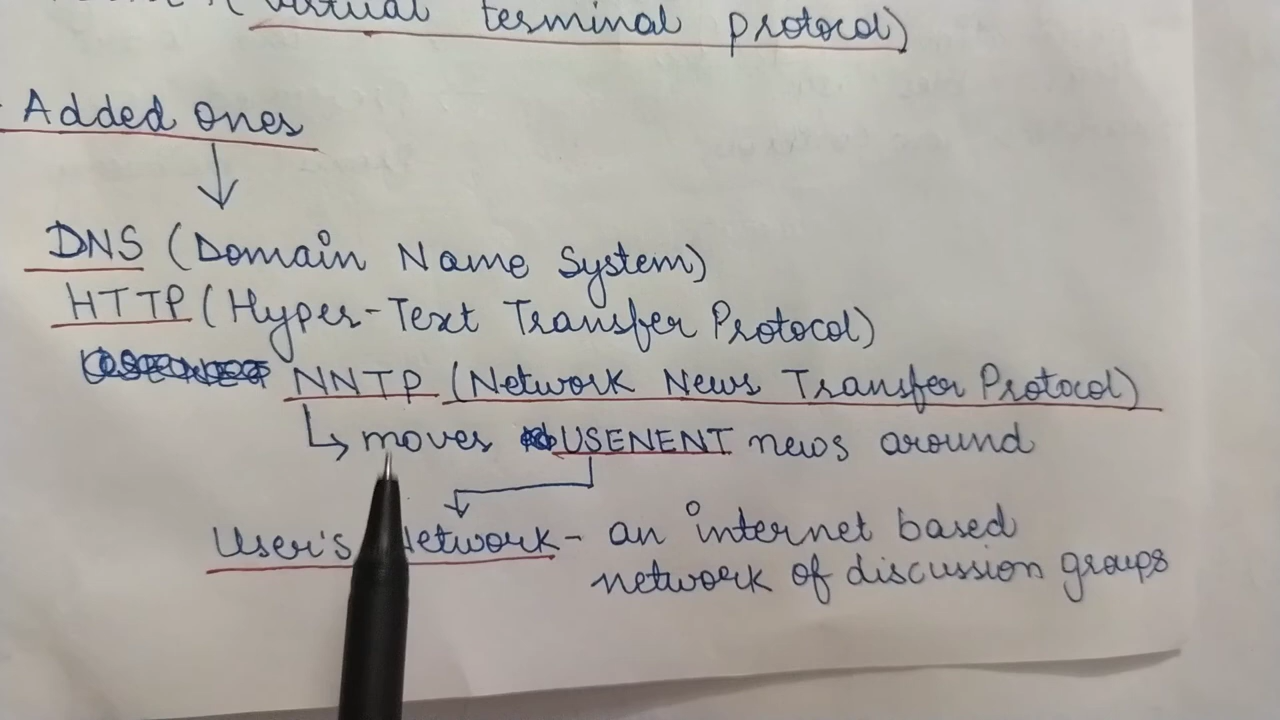 (virtual terminal protocol)
Added Ones
DNS (Domain Name System)
HTTP (Hyper-Text Transfer Protocol)
NNTP (Network News Transfer Protocol)
moves USENENT news around
User's Network - an internet based
network of discussion groups